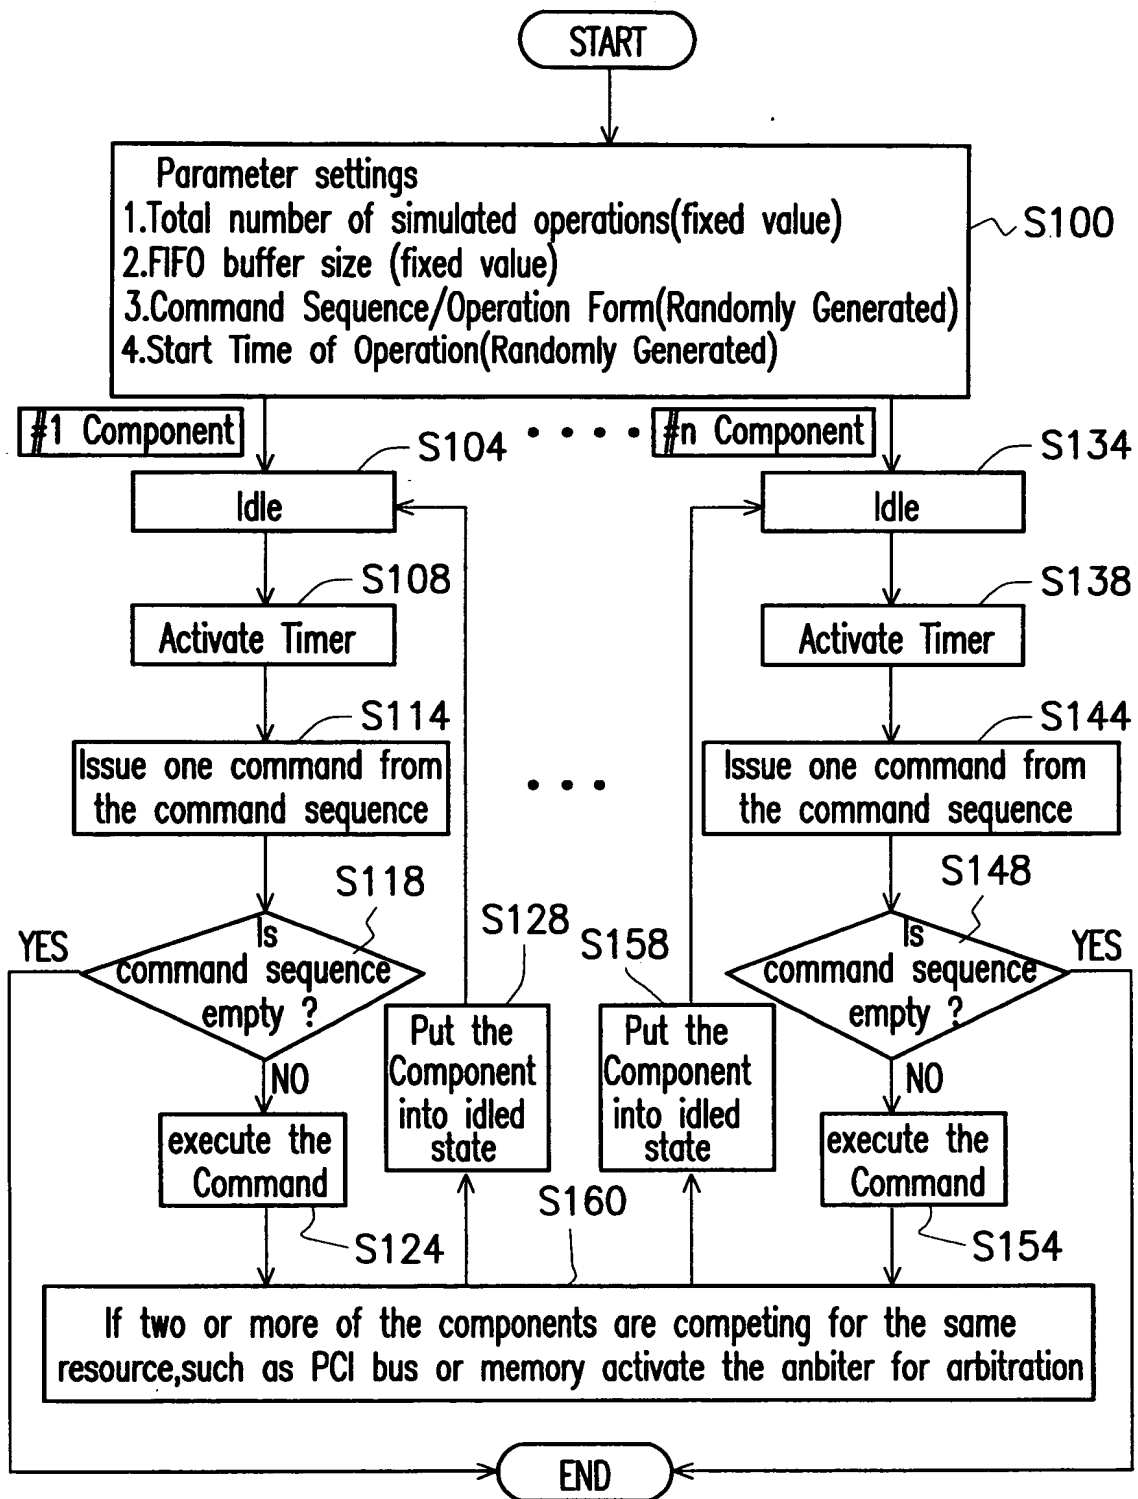 START
Parameter settings
1.Total number of simulated operations(fixed value)
2.FIFO buffer size (fixed value)
3.Command Sequence/Operation Form(Randomly Generated)
4.Start Time of Operation(Randomly Generated)
S100
#1 Component
#n Component
S104
S134
Idle
Idle
S108
S138
Activate Timer
Activate Timer
S114
S144
Issue one command from
the command sequence
Issue one command from
the command sequence
S118
S148
YES
Is
command sequence
empty ?
S128
S158
Is
command sequence
empty ?
YES
NO
Put the
Component
into idled
state
Put the
Component
into idled
state
NO
execute the
Command
execute the
Command
S124
S160
S154
If two or more of the components are competing for the same
resource,such as PCI bus or memory activate the anbiter for arbitration
END